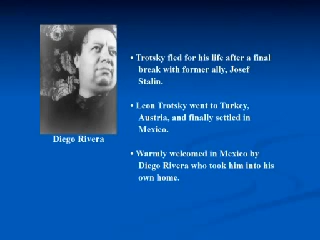 • Trotsky fled for his life after a final
break with former ally, Josef
Stalin.
• Leon Trotsky went to Turkey,
Austria, and finally settled in
Mexico.
• Warmly welcomed in Mexico by
Diego Rivera who took him into his
own home.
Diego Rivera